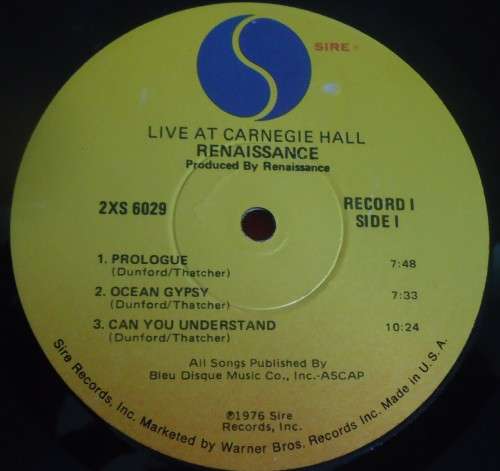 SIRE®
LIVE AT CARNEGIE HALL
RENAISSANCE
Produced By Renaissance
2XS 6029
RECORD I
SIDE I
1. PROLOGUE 7:48
(Dunford/Thatcher)
2. OCEAN GYPSY 7:33
(Dunford/Thatcher)
3. CAN YOU UNDERSTAND 10:24
(Dunford/Thatcher)
All Songs Published By
Bleu Disque Music Co., Inc.-ASCAP
℗1976 Sire
Records, Inc.
Sire Records, Inc. Marketed by Warner Bros. Records Inc. Made in U.S.A.